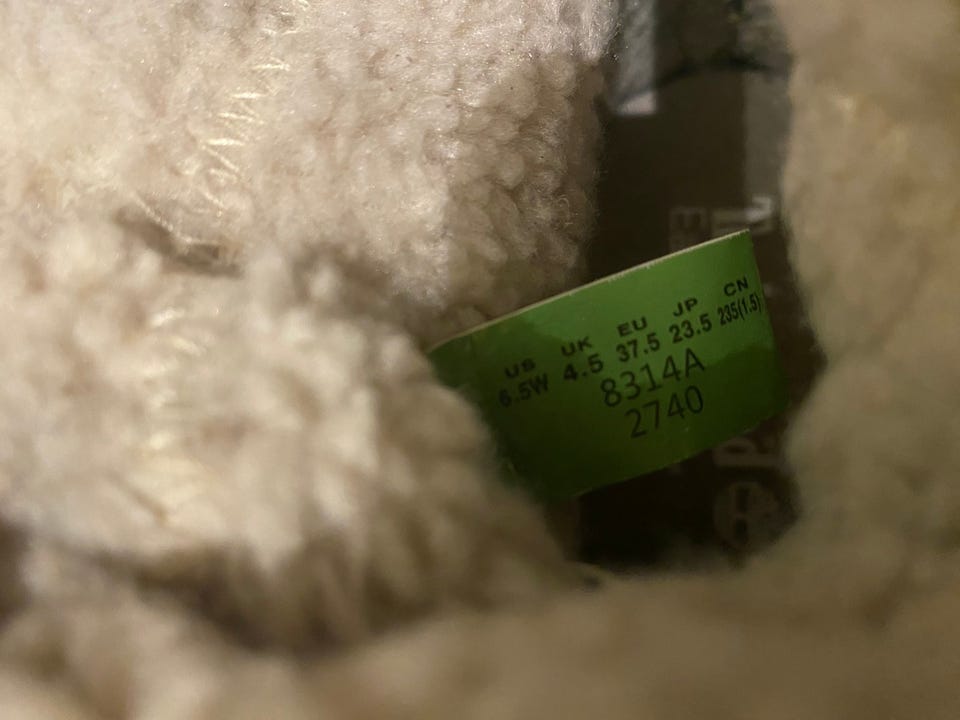 US UK EU JP CN
6.5W 4.5 37.5 23.5 235(1.5)
8314A
2740